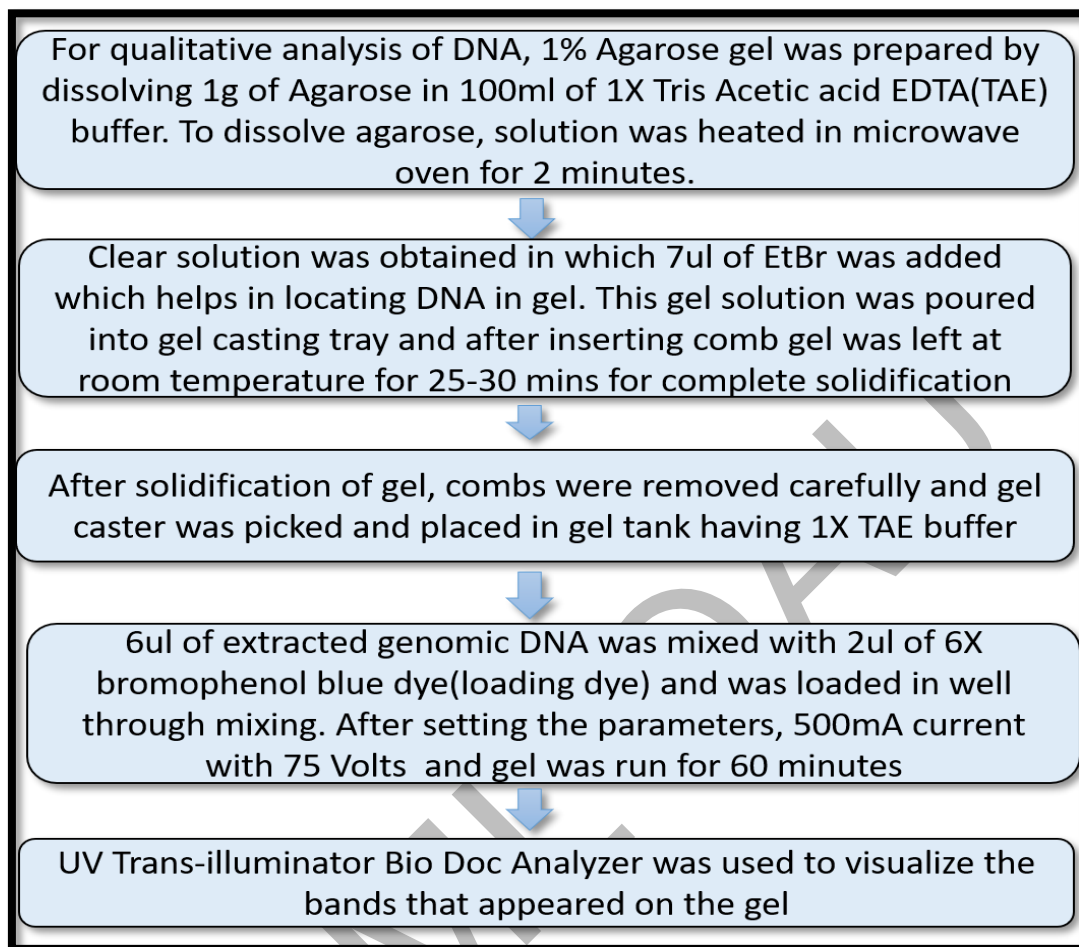 For qualitative analysis of DNA, 1% Agarose gel was prepared by
dissolving 1g of Agarose in 100ml of 1X Tris Acetic acid EDTA(TAE)
buffer. To dissolve agarose, solution was heated in microwave
oven for 2 minutes.
Clear solution was obtained in which 7ul of EtBr was added
which helps in locating DNA in gel. This gel solution was poured
into gel casting tray and after inserting comb gel was left at
room temperature for 25-30 mins for complete solidification
After solidification of gel, combs were removed carefully and gel
caster was picked and placed in gel tank having 1X TAE buffer
6ul of extracted genomic DNA was mixed with 2ul of 6X
bromophenol blue dye(loading dye) and was loaded in well
through mixing. After setting the parameters, 500mA current
with 75 Volts and gel was run for 60 minutes
UV Trans-illuminator Bio Doc Analyzer was used to visualize the
bands that appeared on the gel